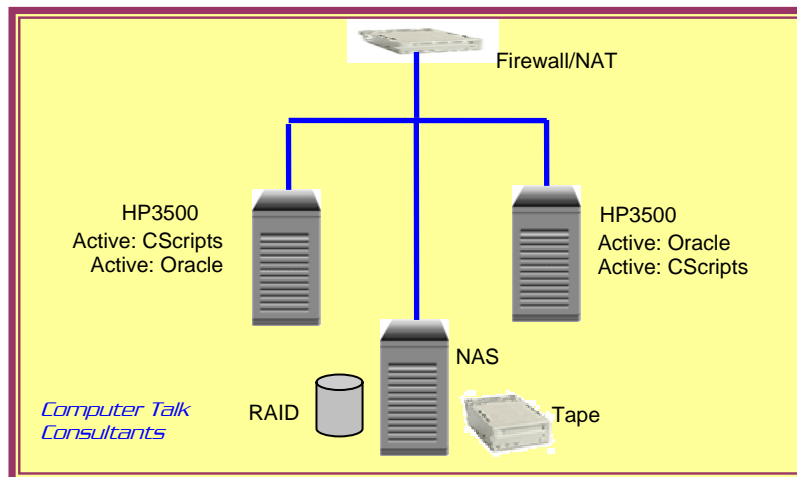 Firewall/NAT
HP3500
Active: CScripts
Active: Oracle
HP3500
Active: Oracle
Active: CScripts
NAS
RAID
Tape
Computer Talk
Consultants